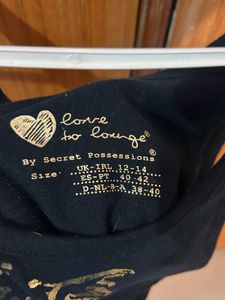 love
to lounge®
By Secret Possessions®
Size:
UK-IRL 12-14
ES-PT 40-42
D-NL-B-A 38-40